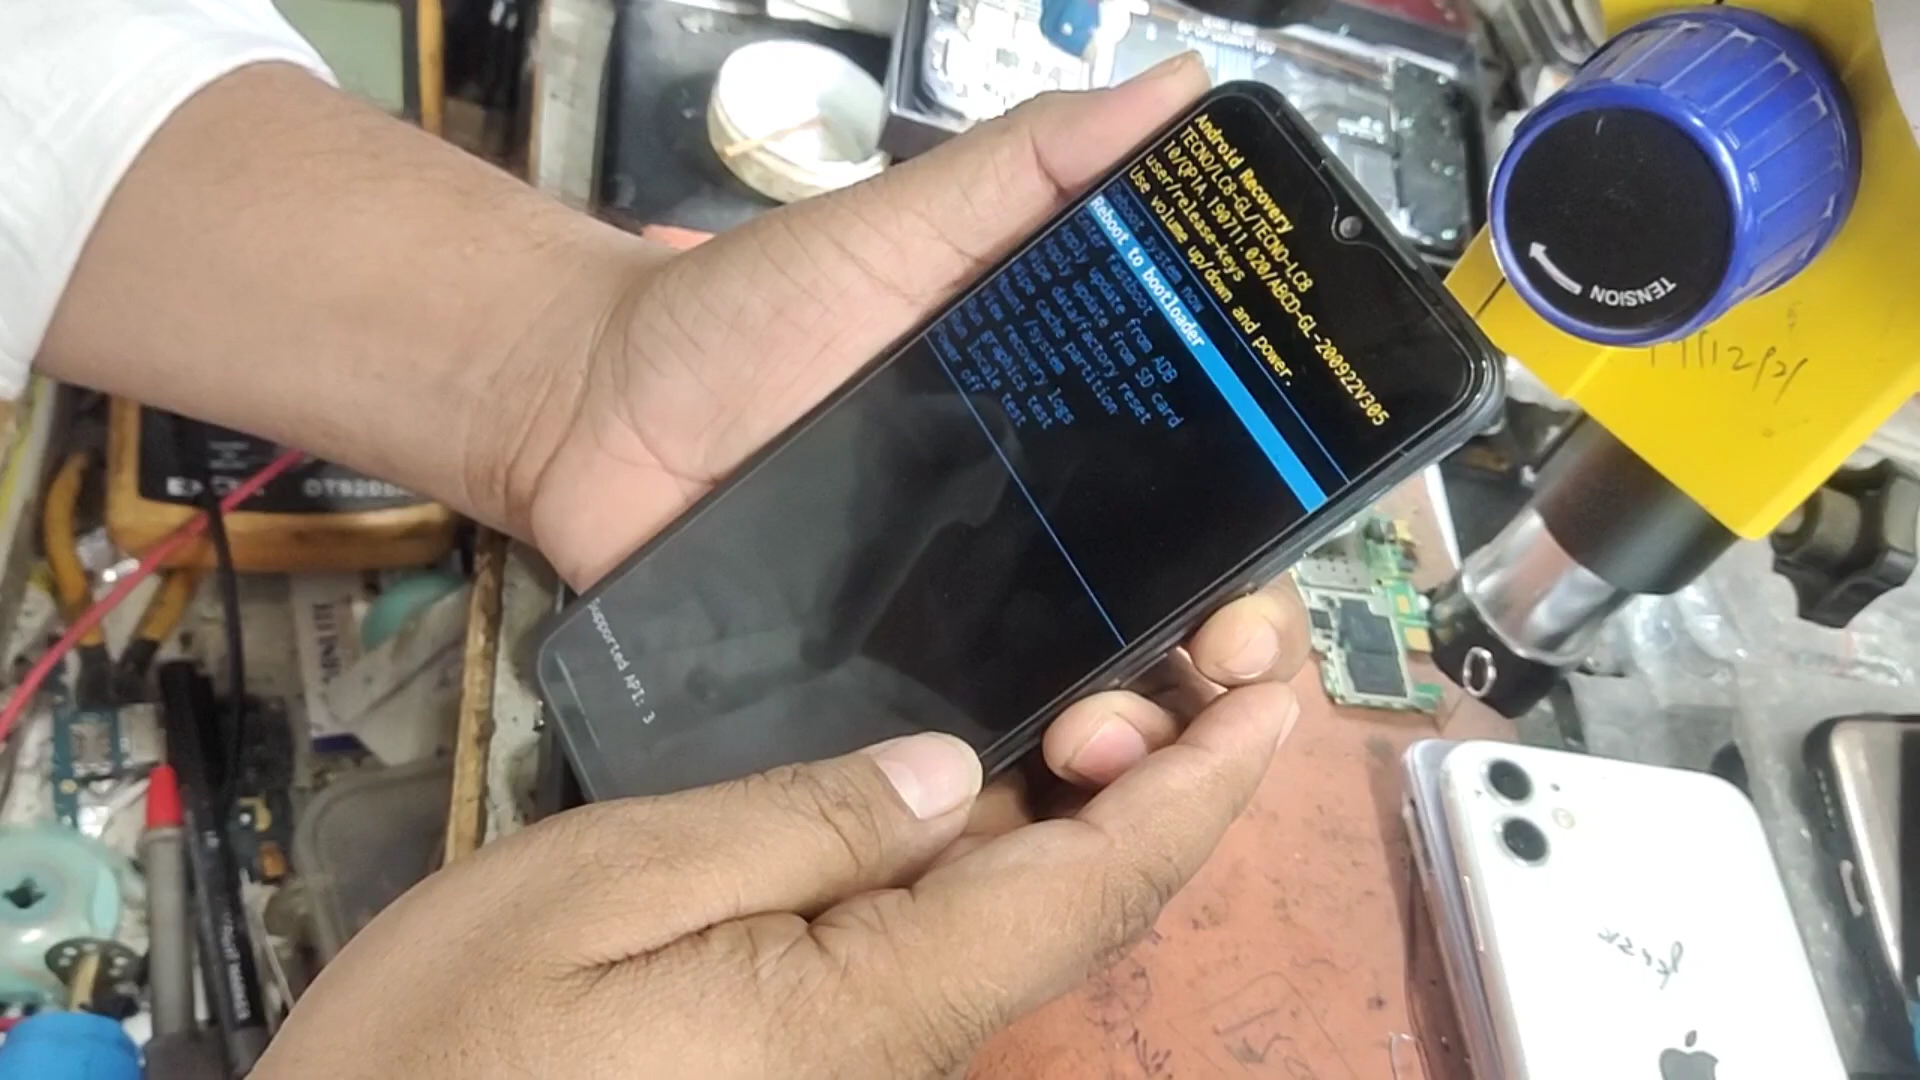 Android Recovery
TECNO/LC8-GL/TECNO-LC8
10/QP1A.190711.020/ABCD-GL-200922V305
user/release-keys
Use volume up/down and power.
Reboot system now
Reboot to bootloader
Enter fastboot
Apply update from ADB
Apply update from SD card
Wipe data/factory reset
Wipe cache partition
Mount /system
View recovery logs
Run graphics test
Run locale test
Power off
Supported API: 3
TENSION